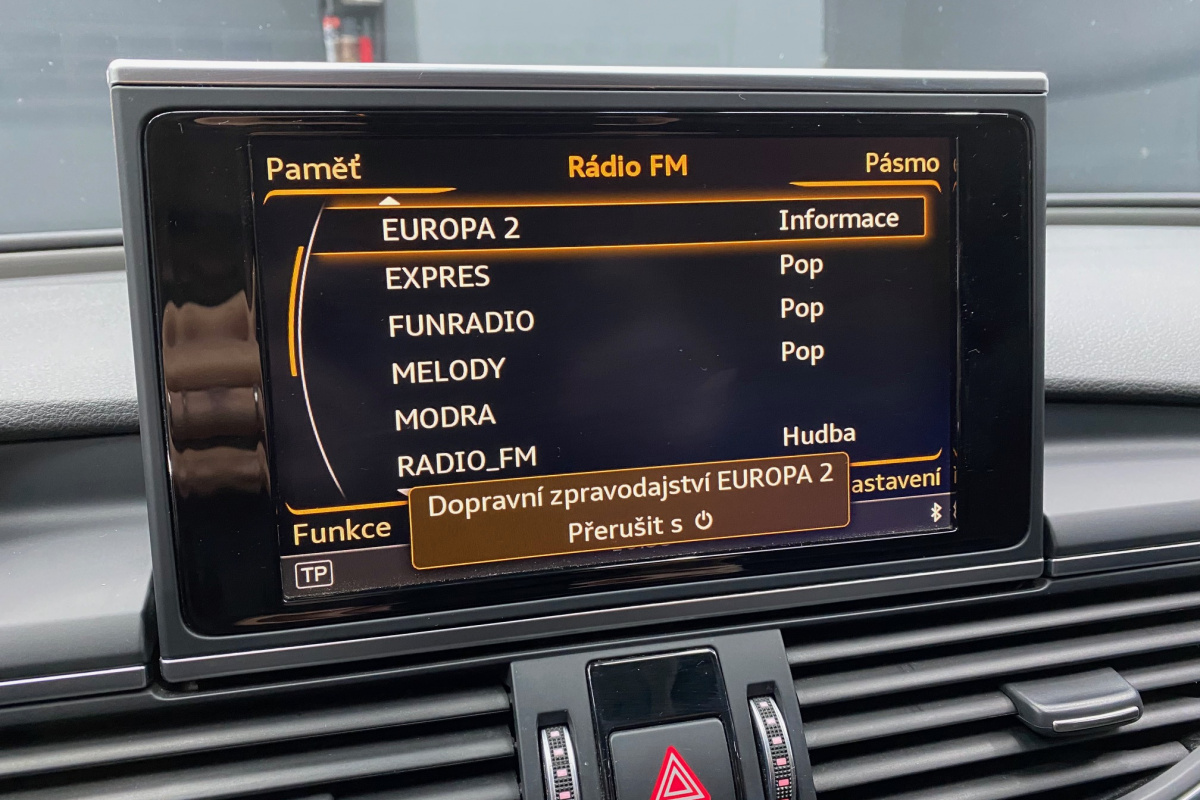 Paměť Rádio FM Pásmo
EUROPA 2 Informace
EXPRES Pop
FUNRADIO Pop
MELODY Pop
MODRA
RADIO_FM Hudba
Dopravní zpravodajství EUROPA 2
Přerušit s
Funkce astavení
TP